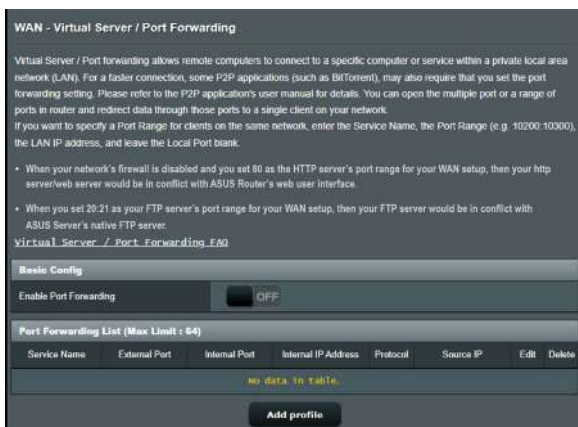 WAN - Virtual Server / Port Forwarding
Virtual Server / Port forwarding allows remote computers to connect to a specific computer or service within a private local area
network (LAN). For a faster connection, some P2P applications (such as BitTorrent), may also require that you set the port
forwarding setting. Please refer to the P2P application's user manual for details. You can open the multiple port or a range of
ports in router and redirect data through those ports to a single client on your network.
If you want to specify a Port Range for clients on the same network, enter the Service Name, the Port Range (e.g. 10200:10300),
the LAN IP address, and leave the Local Port blank.
• When your network's firewall is disabled and you set 80 as the HTTP server's port range for your WAN setup, then your http
server/web server would be in conflict with ASUS Router's web user interface.
• When you set 20:21 as your FTP server's port range for your WAN setup, then your FTP server would be in conflict with
ASUS Server's native FTP server.
Virtual Server / Port Forwarding FAQ
Basic Config
Enable Port Forwarding OFF
Port Forwarding List (Max Limit : 64)
Service Name External Port Internal Port Internal IP Address Protocol Source IP Edit Delete
No data in table.
Add profile